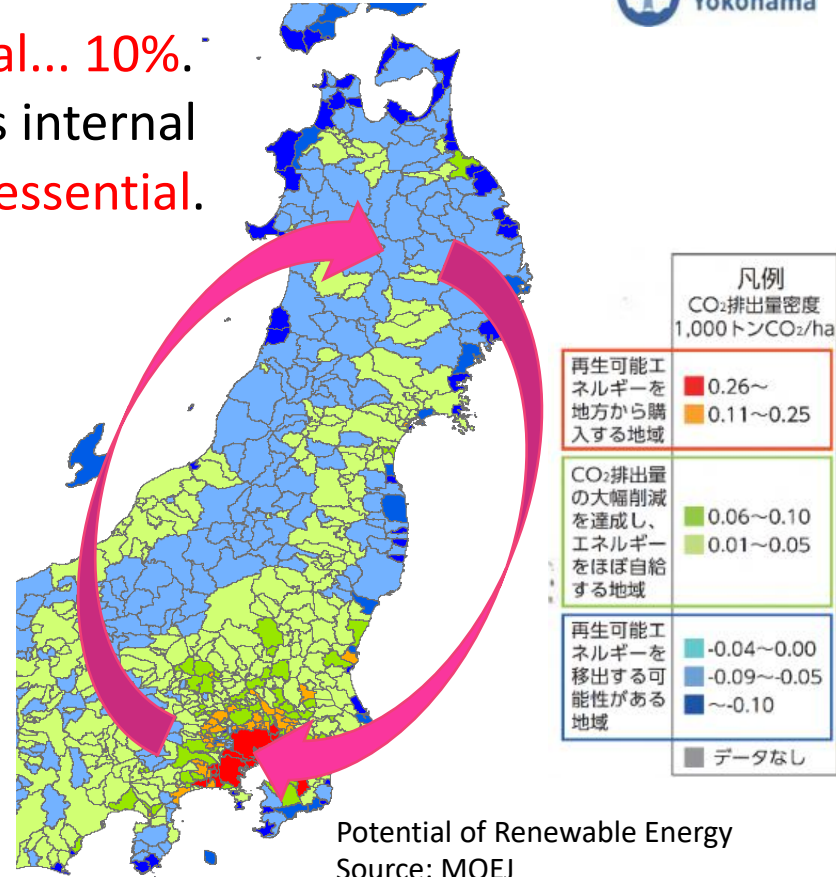 Yokohama
al... 10%.
s internal
essential.
凡例
CO₂排出量密度
1,000トンCO₂/ha
再生可能エ
ネルギーを
地方から購
入する地域
0.26～
0.11～0.25
CO₂排出量
の大幅削減
を達成し、
エネルギー
をほぼ自給
する地域
0.06～0.10
0.01～0.05
再生可能エ
ネルギーを
移出する可
能性がある
地域
-0.04～0.00
-0.09～-0.05
～-0.10
データなし
Potential of Renewable Energy
Source: MOEJ